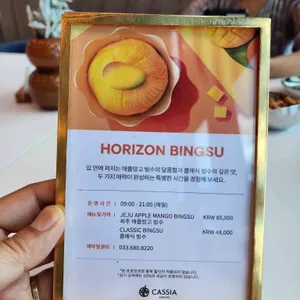 HORIZON BINGSU
입 안에 퍼지는 애플망고 빙수의 달콤함과 클래식 빙수의 깊은 맛,
두 가지 매력이 완성하는 특별한 시간을 경험해 보세요.
운 영 시 간 | 09:00 - 21:00 (매일)
메뉴 및 가격 | JEJU APPLE MANGO BINGSU KRW 85,000
제주 애플망고 빙수
CLASSIC BINGSU KRW 48,000
클래식 빙수
예약 및 문의 | 033.680.8220
CASSIA